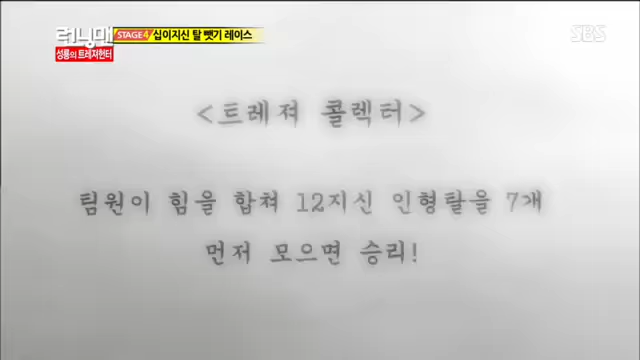 런닝맨 STAGE4 십이지신 탈 뺏기 레이스 SBS
성룡의 트레져헌터
<트레져 콜렉터>
팀원이 힘을 합쳐 12지신 인형탈을 7개
먼저 모으면 승리!